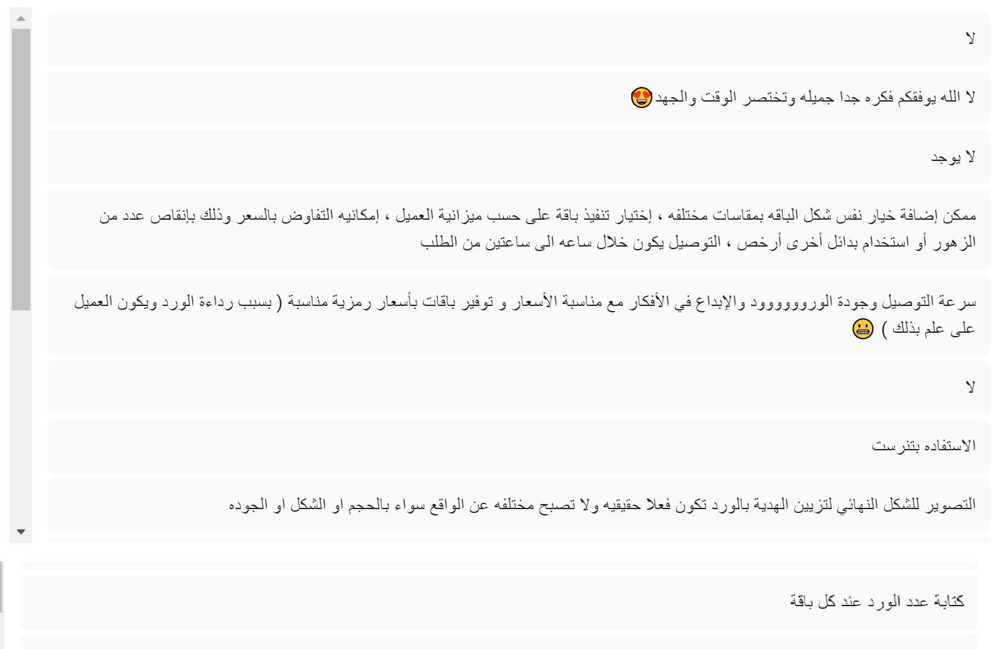 لا
لا الله يوفقكم فكره جدا جميله وتختصر الوقت والجهد😍
لا يوجد
ممكن إضافة خيار نفس شكل الباقه بمقاسات مختلفه ، إختيار تنفيذ باقة على حسب ميزانية العميل ، إمكانيه التفاوض بالسعر وذلك بإنقاص عدد من
الزهور أو استخدام بدائل أخرى أرخص ، التوصيل يكون خلال ساعه الى ساعتين من الطلب
سرعة التوصيل وجودة الورووووووود والإبداع في الأفكار مع مناسبة الأسعار و توفير باقات بأسعار رمزية مناسبة ( بسبب رداءة الورد ويكون العميل
على علم بذلك ) 😬
لا
الاستفاده بتنرست
التصوير للشكل النهائي لتزيين الهدية بالورد تكون فعلا حقيقيه ولا تصبح مختلفه عن الواقع سواء بالحجم او الشكل او الجوده
كتابة عدد الورد عند كل باقة